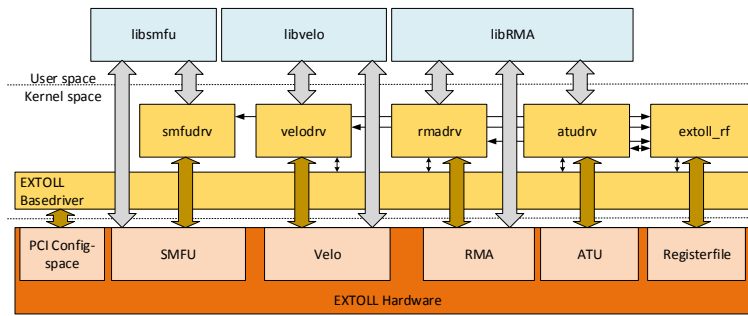 libsmfu libvelo libRMA
User space
Kernel space
smfudrv velodrv rmadrv atudrv extoll_rf
EXTOLL
Basedriver
PCI Config-
space
SMFU Velo RMA ATU Registerfile
EXTOLL Hardware